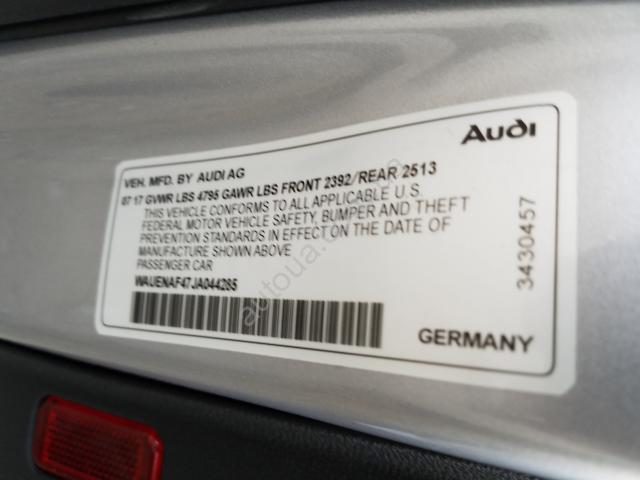 Audi
VEH. MFD. BY AUDI AG
07 17 GVWR LBS 4795 GAWR LBS FRONT 2392/REAR 2513
THIS VEHICLE CONFORMS TO ALL APPLICABLE U.S.
FEDERAL MOTOR VEHICLE SAFETY, BUMPER AND THEFT
PREVENTION STANDARDS IN EFFECT ON THE DATE OF
MANUFACTURE SHOWN ABOVE
PASSENGER CAR
WAUENAF47JA044285
GERMANY
3430457
autoua.com